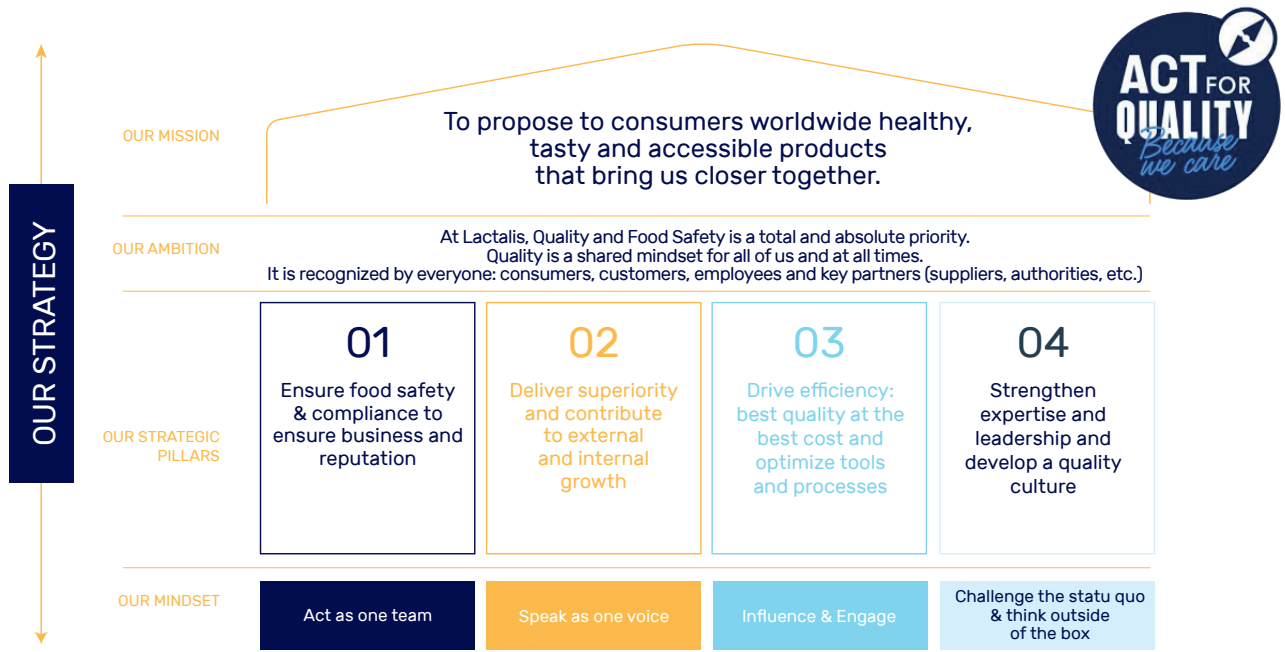 ACT FOR
QUALITY
Because
we care
OUR STRATEGY
OUR MISSION
To propose to consumers worldwide healthy,
tasty and accessible products
that bring us closer together.
OUR AMBITION
At Lactalis, Quality and Food Safety is a total and absolute priority.
Quality is a shared mindset for all of us and at all times.
It is recognized by everyone: consumers, customers, employees and key partners (suppliers, authorities, etc.)
OUR STRATEGIC
PILLARS
01
Ensure food safety
& compliance to
ensure business and
reputation
02
Deliver superiority
and contribute
to external
and internal
growth
03
Drive efficiency:
best quality at the
best cost and
optimize tools
and processes
04
Strengthen
expertise and
leadership and
develop a quality
culture
OUR MINDSET
Act as one team
Speak as one voice
Influence & Engage
Challenge the statu quo
& think outside
of the box